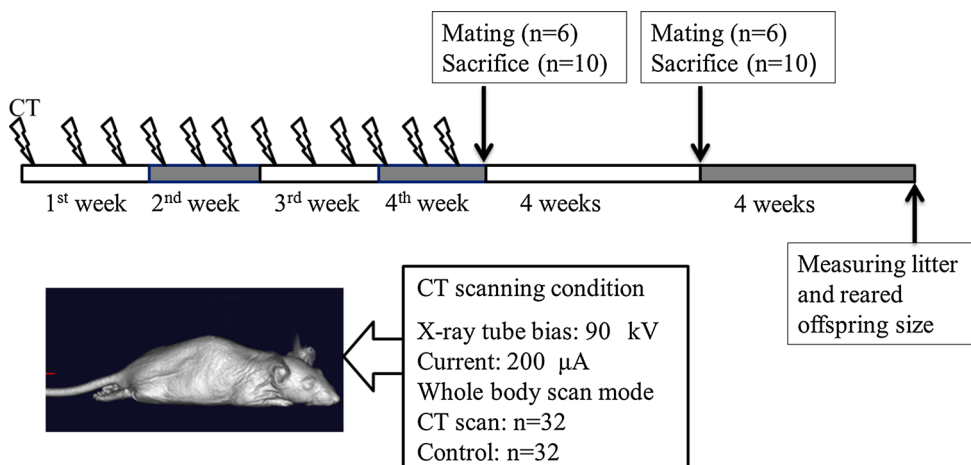 Mating (n=6)
Sacrifice (n=10)
Mating (n=6)
Sacrifice (n=10)
CT
1st week
2nd week
3rd week
4th week
4 weeks
4 weeks
Measuring litter
and reared
offspring size
CT scanning condition
X-ray tube bias: 90 kV
Current: 200 μA
Whole body scan mode
CT scan: n=32
Control: n=32